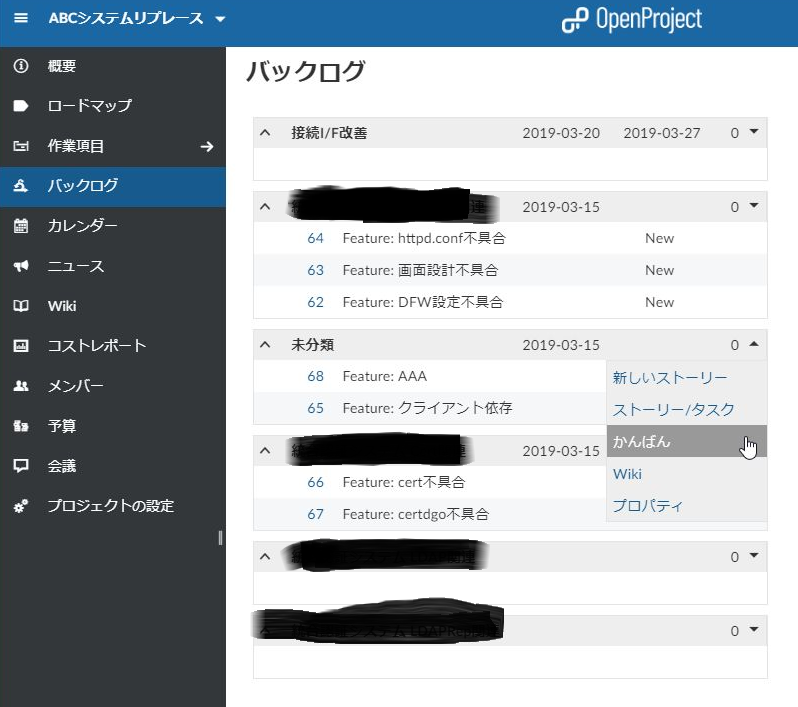 ABCシステムリプレース
OpenProject
概要
ロードマップ
作業項目
バックログ
カレンダー
ニュース
Wiki
コストレポート
メンバー
予算
会議
プロジェクトの設定
バックログ
接続I/F改善 2019-03-20 2019-03-27 0
2019-03-15 0
64 Feature: httpd.conf不具合 New
63 Feature: 画面設計不具合 New
62 Feature: DFW設定不具合 New
未分類 2019-03-15 0
68 Feature: AAA
65 Feature: クライアント依存
新しいストーリー
ストーリー/タスク
かんばん
Wiki
プロパティ
2019-03-15
66 Feature: cert不具合
67 Feature: certdgo不具合
0
0